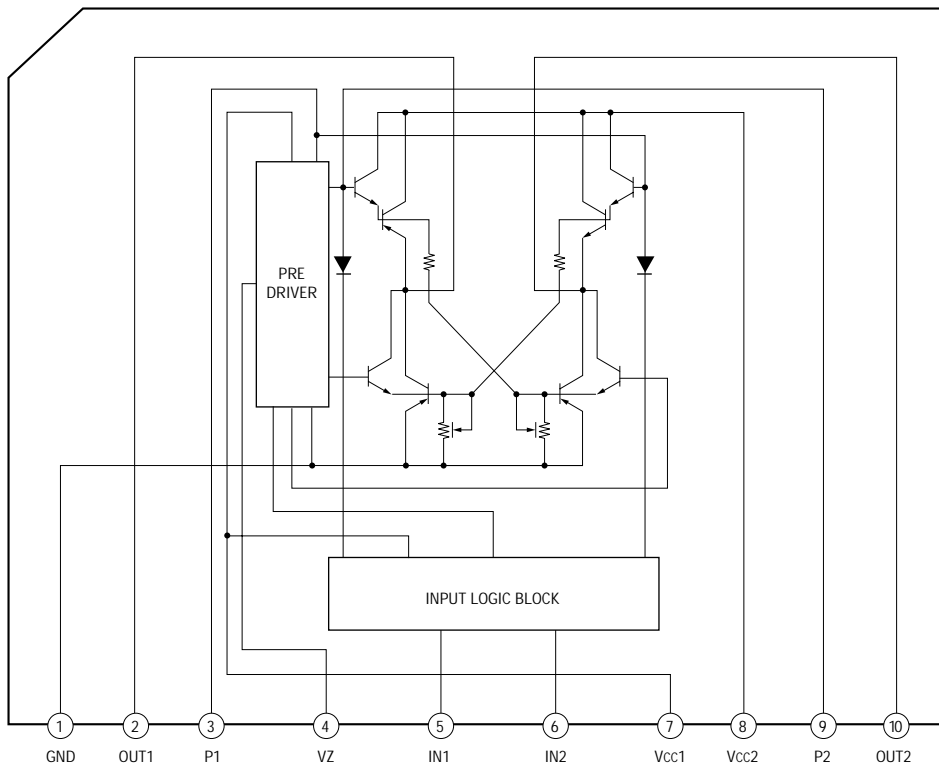 PRE
DRIVER
INPUT LOGIC BLOCK
1 2 3 4 5 6 7 8 9 10
GND OUT1 P1 VZ IN1 IN2 Vcc1 Vcc2 P2 OUT2